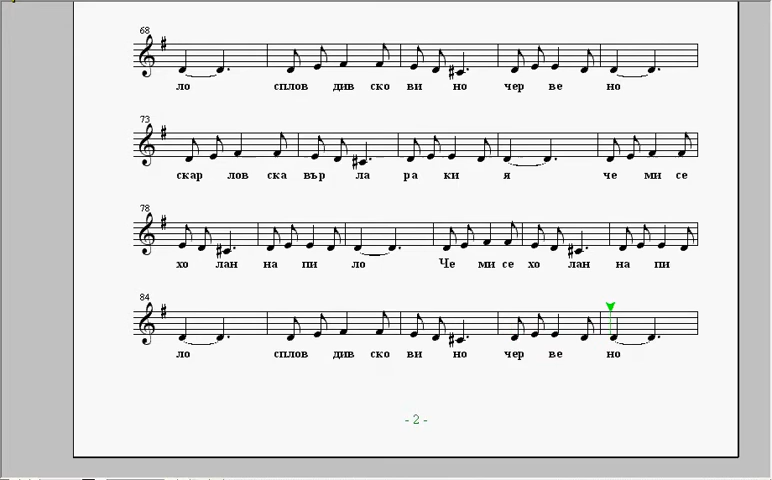 68
ло сплов див ско ви но чер ве но
73
скар лов ска вър ла ра ки я че ми се
78
хо лан на пи ло Че ми се хо лан на пи
84
ло сплов див ско ви но чер ве но
- 2 -